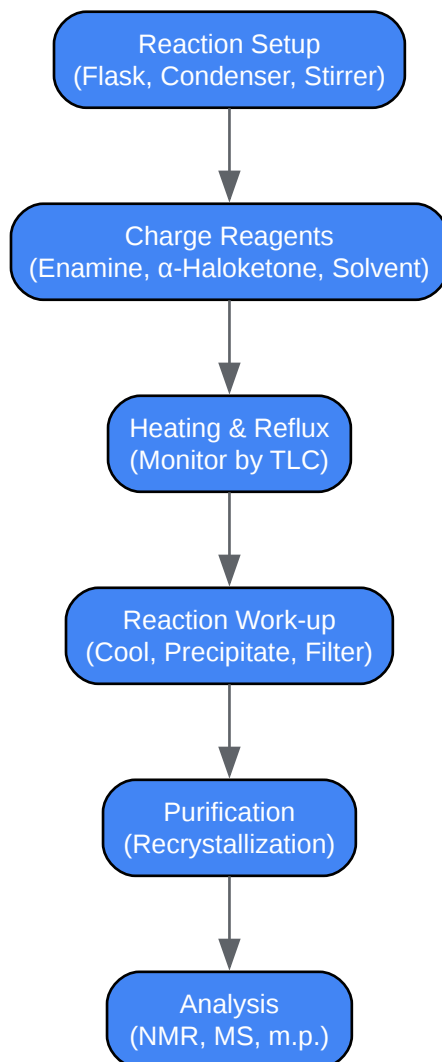 Reaction Setup
(Flask, Condenser, Stirrer)
Charge Reagents
(Enamine, α-Haloketone, Solvent)
Heating & Reflux
(Monitor by TLC)
Reaction Work-up
(Cool, Precipitate, Filter)
Purification
(Recrystallization)
Analysis
(NMR, MS, m.p.)